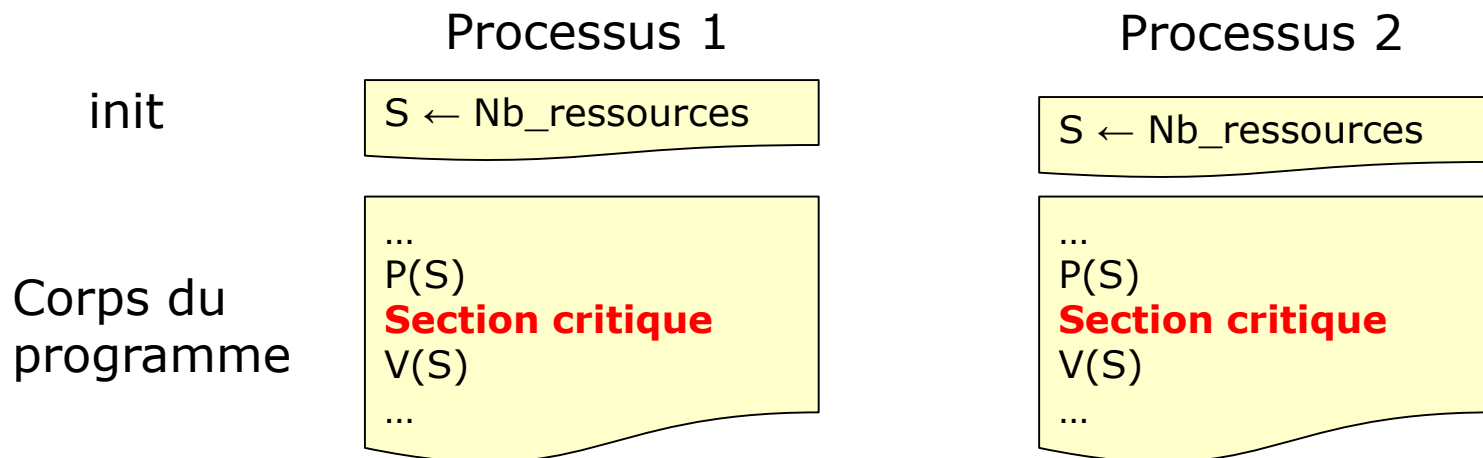 Processus 1
Processus 2
init
S ← Nb_ressources
S ← Nb_ressources
Corps du
programme
...
P(S)
Section critique
V(S)
...
...
P(S)
Section critique
V(S)
...